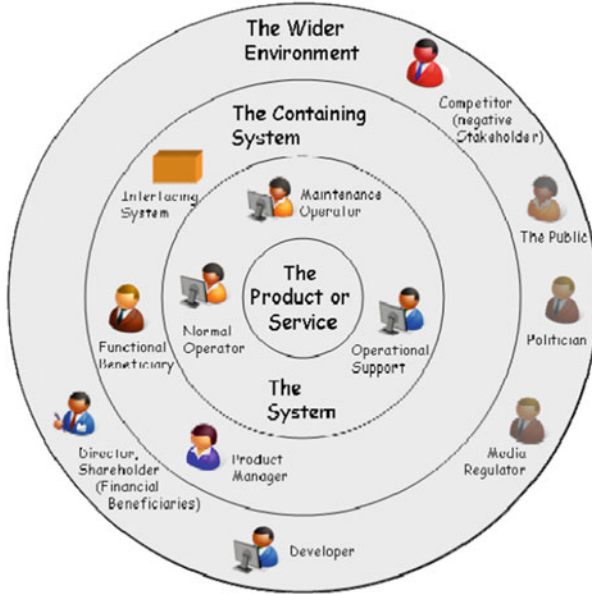 The Wider
Environment
Competitor
(negative
Stakeholder)
The Containing
System
Interfacing
System
Maintenance
Operator
The Public
The
Product or
Service
Normal
Operator
Operational
Support
Functional
Beneficiary
Politician
The
System
Director,
Shareholder
(Financial
Beneficiaries)
Product
Manager
Media
Regulator
Developer